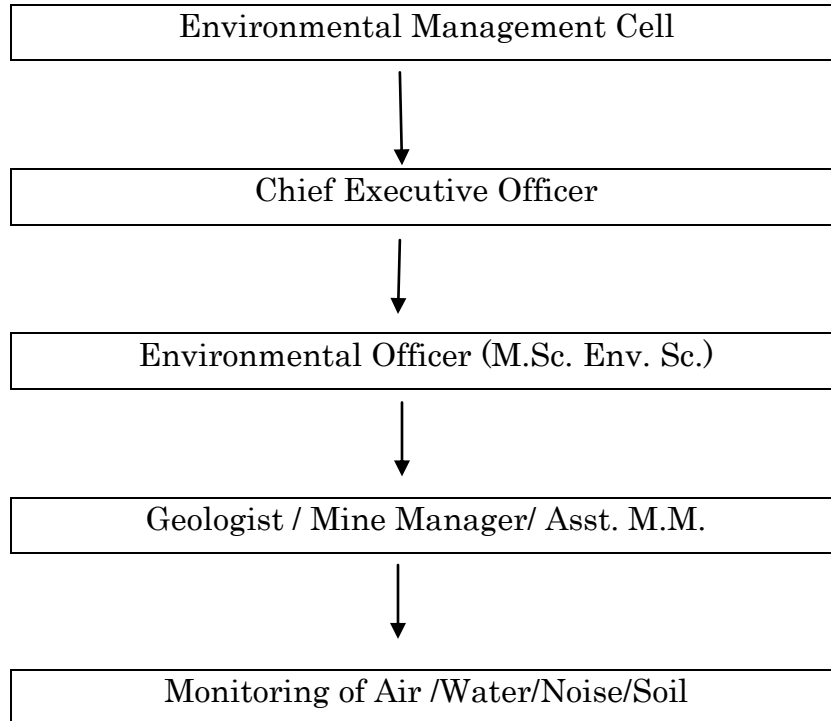 Environmental Management Cell
Chief Executive Officer
Environmental Officer (M.Sc. Env. Sc.)
Geologist / Mine Manager/ Asst. M.M.
Monitoring of Air /Water/Noise/Soil